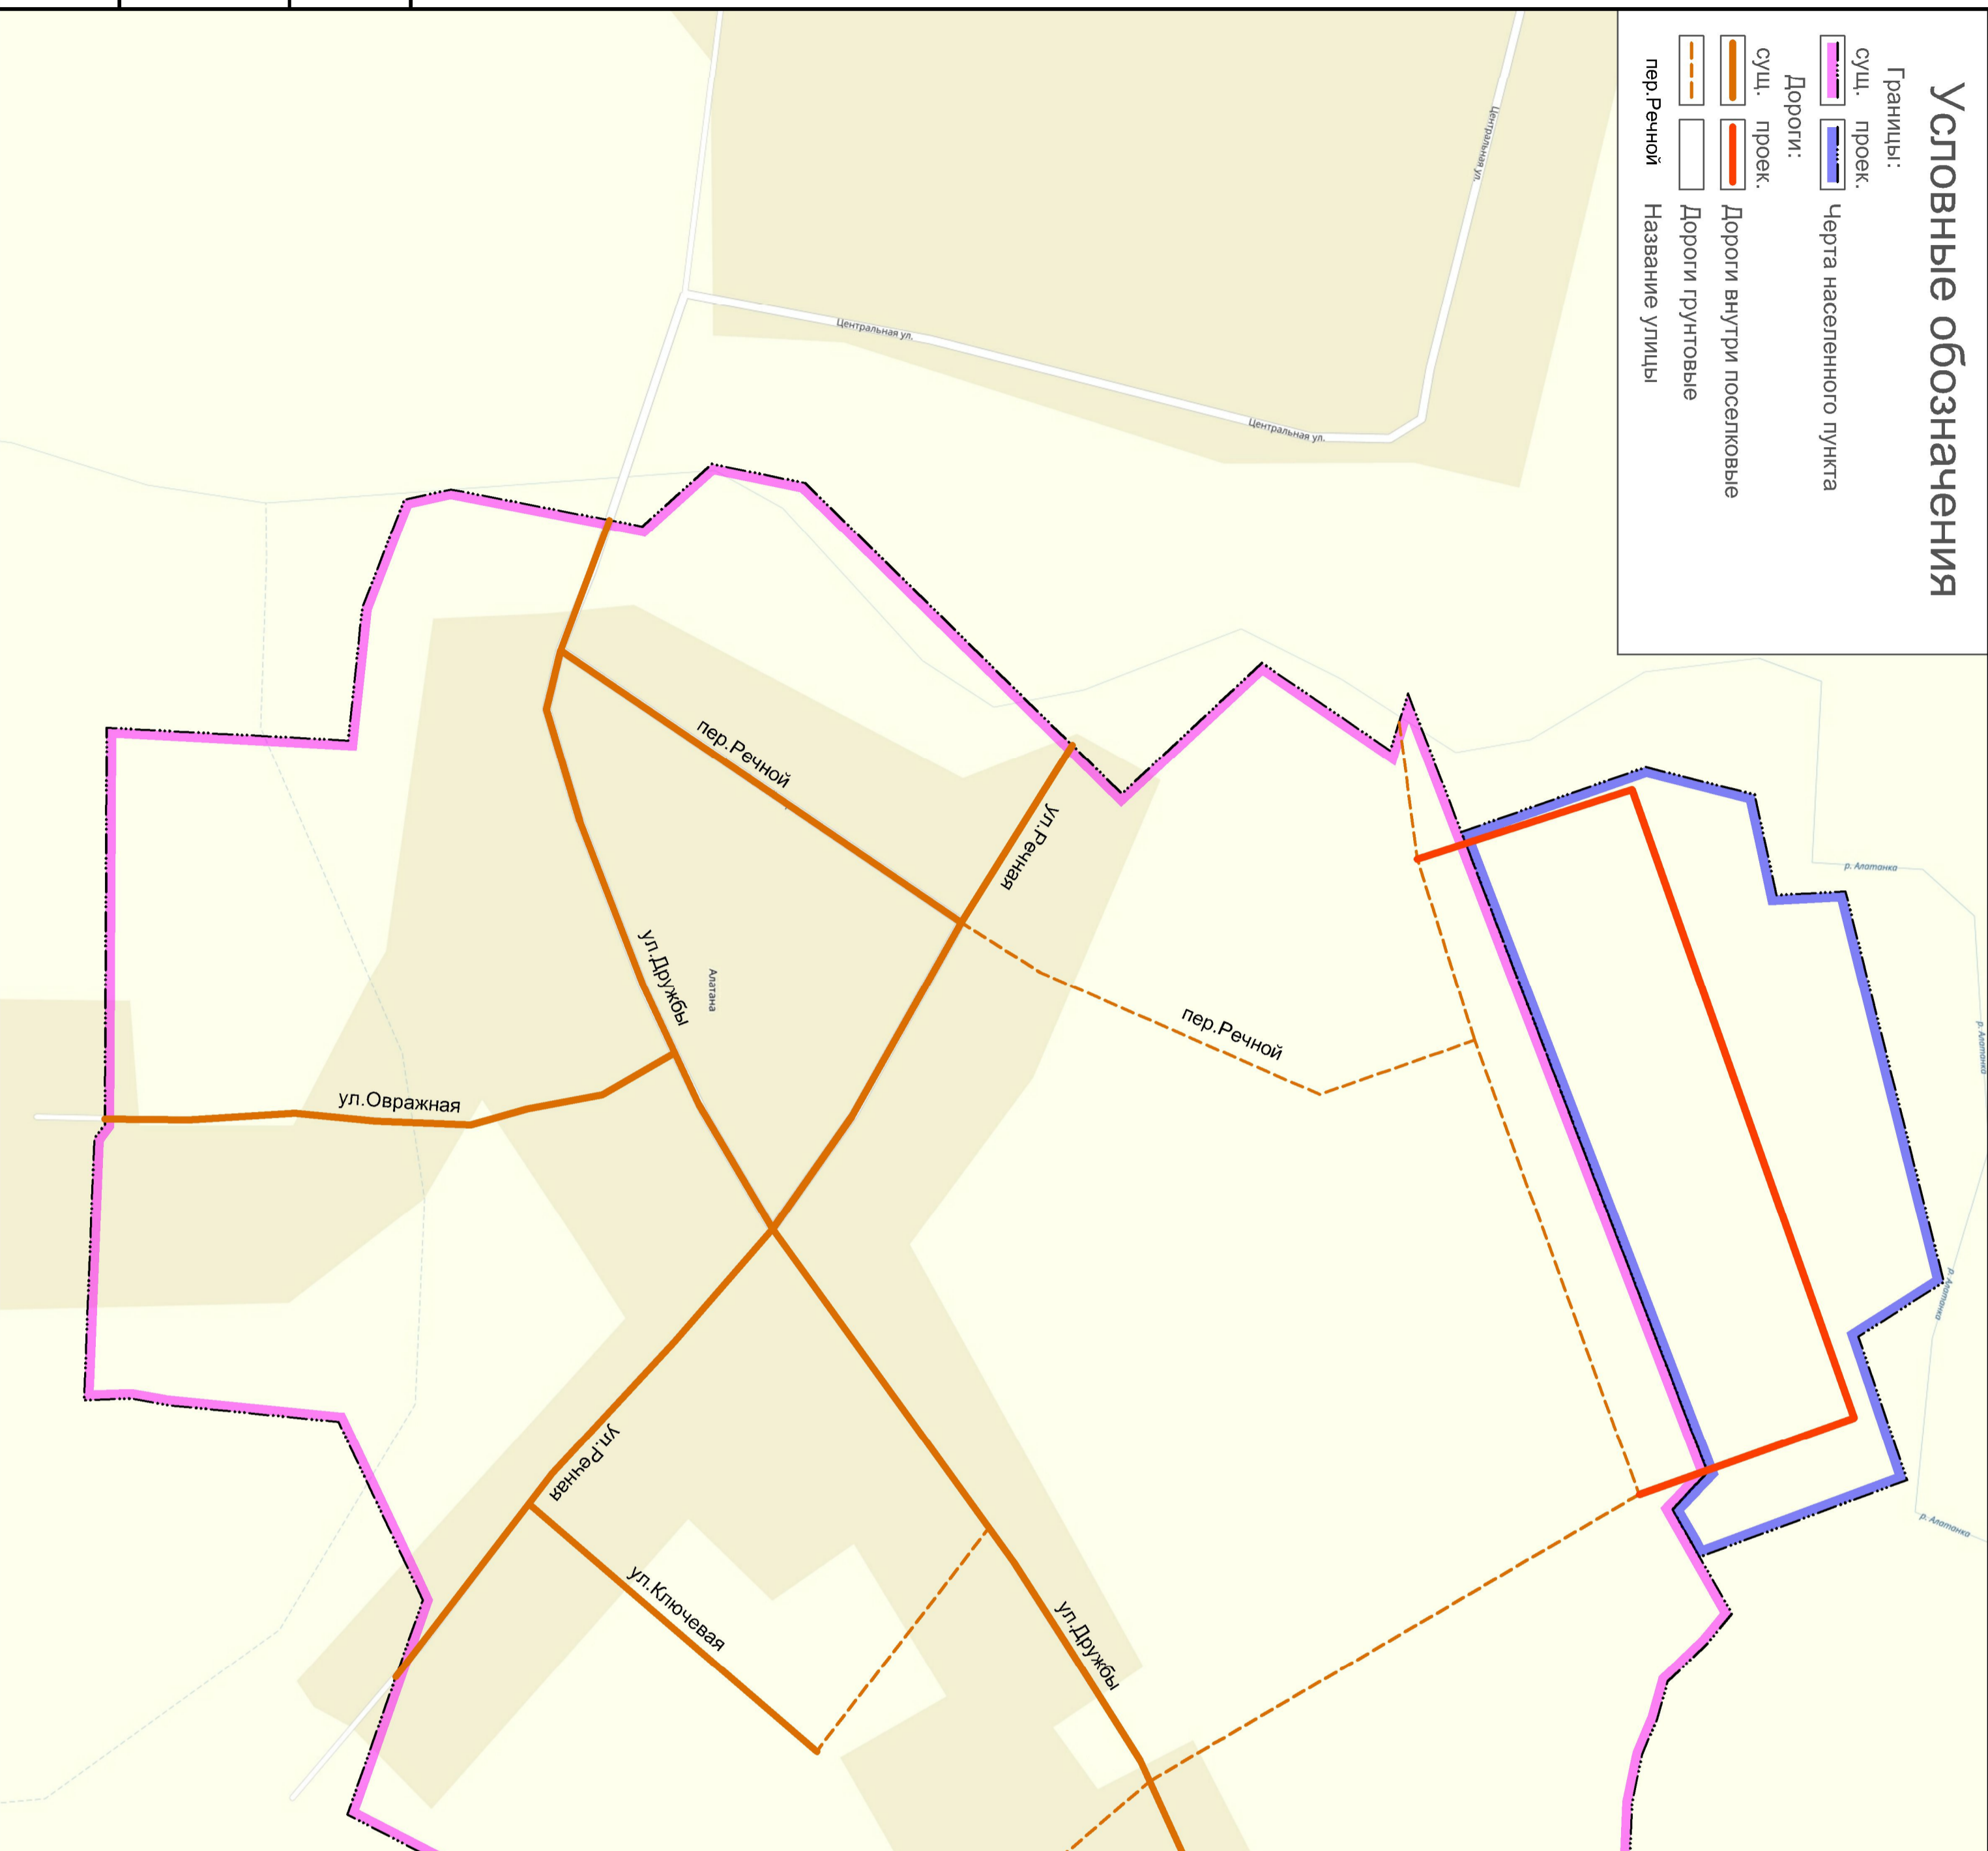 Условные обозначения
Границы:
сущ. проек.
Черта населенного пункта
Дороги:
сущ. проек.
Дороги внутри поселковые
Дороги грунтовые
пер.Речной Название улицы
Центральная ул.
Центральная ул.
Центральная ул.
пер.Речной
ул.Речная
р. Алатанка
ул.Дружбы
Алатана
пер.Речной
р. Алатанка
ул.Овражная
р. Алатанка
ул.Речная
р. Алатанка
ул.Ключевая
ул.Дружбы